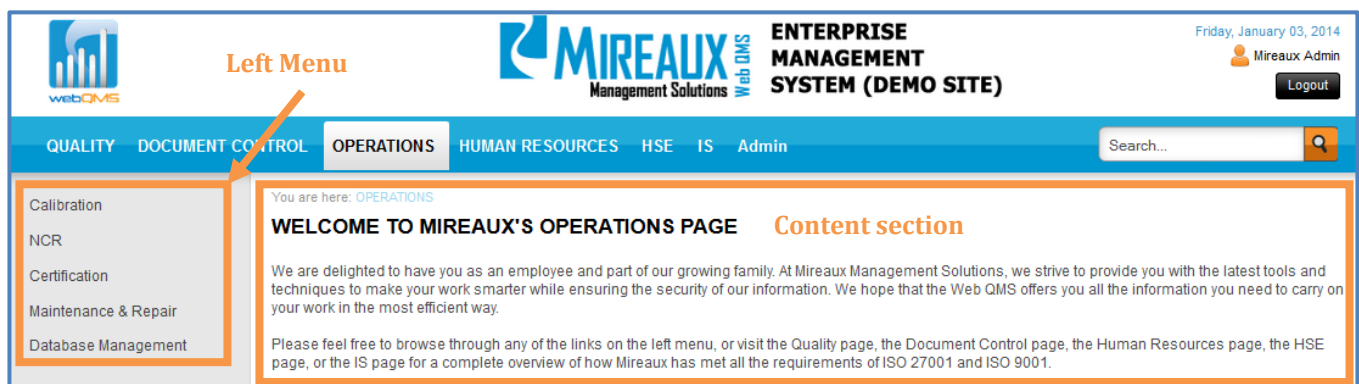 webQMS
Left Menu
MIREAUX
Management Solutions
Web QMS
ENTERPRISE
MANAGEMENT
SYSTEM (DEMO SITE)
Friday, January 03, 2014
Mireaux Admin
Logout
QUALITY DOCUMENT CONTROL OPERATIONS HUMAN RESOURCES HSE IS Admin
Search...
Calibration
NCR
Certification
Maintenance & Repair
Database Management
You are here: OPERATIONS
WELCOME TO MIREAUX'S OPERATIONS PAGE
Content section
We are delighted to have you as an employee and part of our growing family. At Mireaux Management Solutions, we strive to provide you with the latest tools and
techniques to make your work smarter while ensuring the security of our information. We hope that the Web QMS offers you all the information you need to carry on
your work in the most efficient way.
Please feel free to browse through any of the links on the left menu, or visit the Quality page, the Document Control page, the Human Resources page, the HSE
page, or the IS page for a complete overview of how Mireaux has met all the requirements of ISO 27001 and ISO 9001.